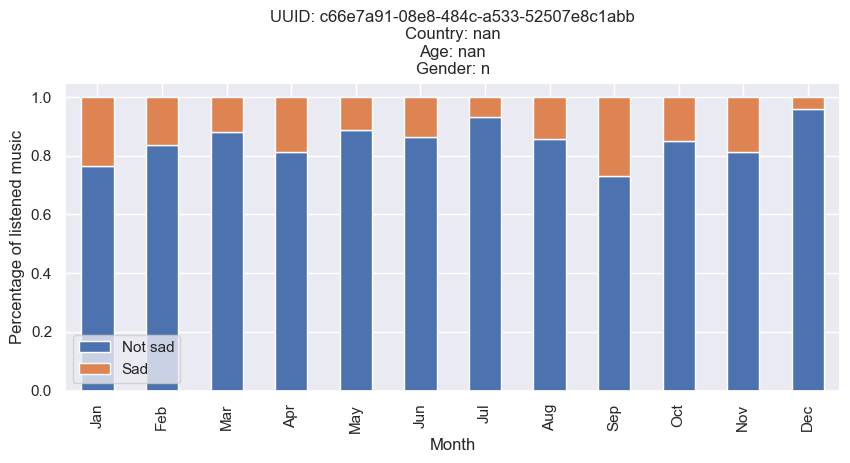 UUID: c66e7a91-08e8-484c-a533-52507e8c1abb
Country: nan
Age: nan
Gender: n
Percentage of listened music
1.0
0.8
0.6
0.4
0.2
0.0
Not sad
Sad
Jan
Feb
Mar
Apr
May
Jun
Jul
Aug
Sep
Oct
Nov
Dec
Month